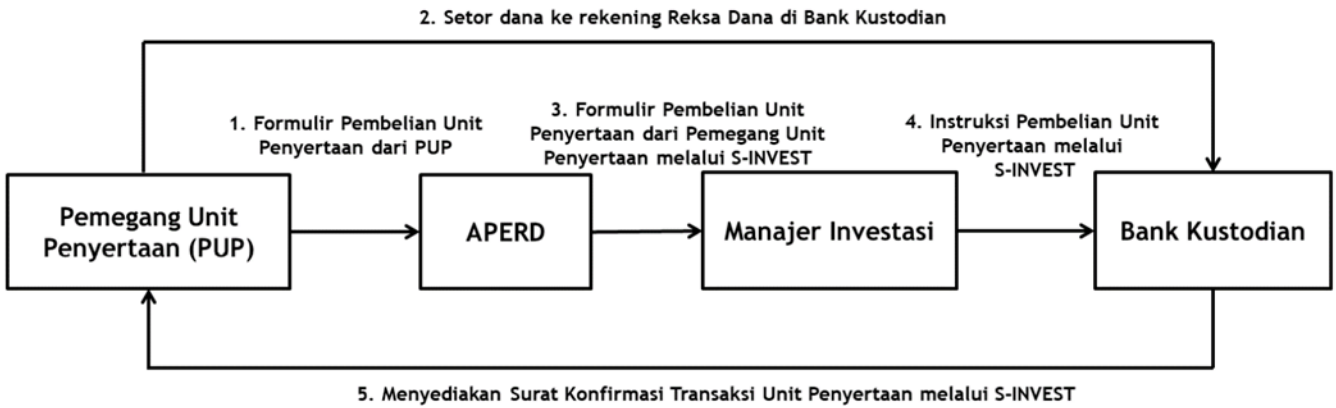 2. Setor dana ke rekening Reksa Dana di Bank Kustodian
1. Formulir Pembelian Unit
Penyertaan dari PUP
3. Formulir Pembelian Unit
Penyertaan dari Pemegang Unit
Penyertaan melalui S-INVEST
4. Instruksi Pembelian Unit
Penyertaan melalui
S-INVEST
Pemegang Unit
Penyertaan (PUP)
APERD
Manajer Investasi
Bank Kustodian
5. Menyediakan Surat Konfirmasi Transaksi Unit Penyertaan melalui S-INVEST